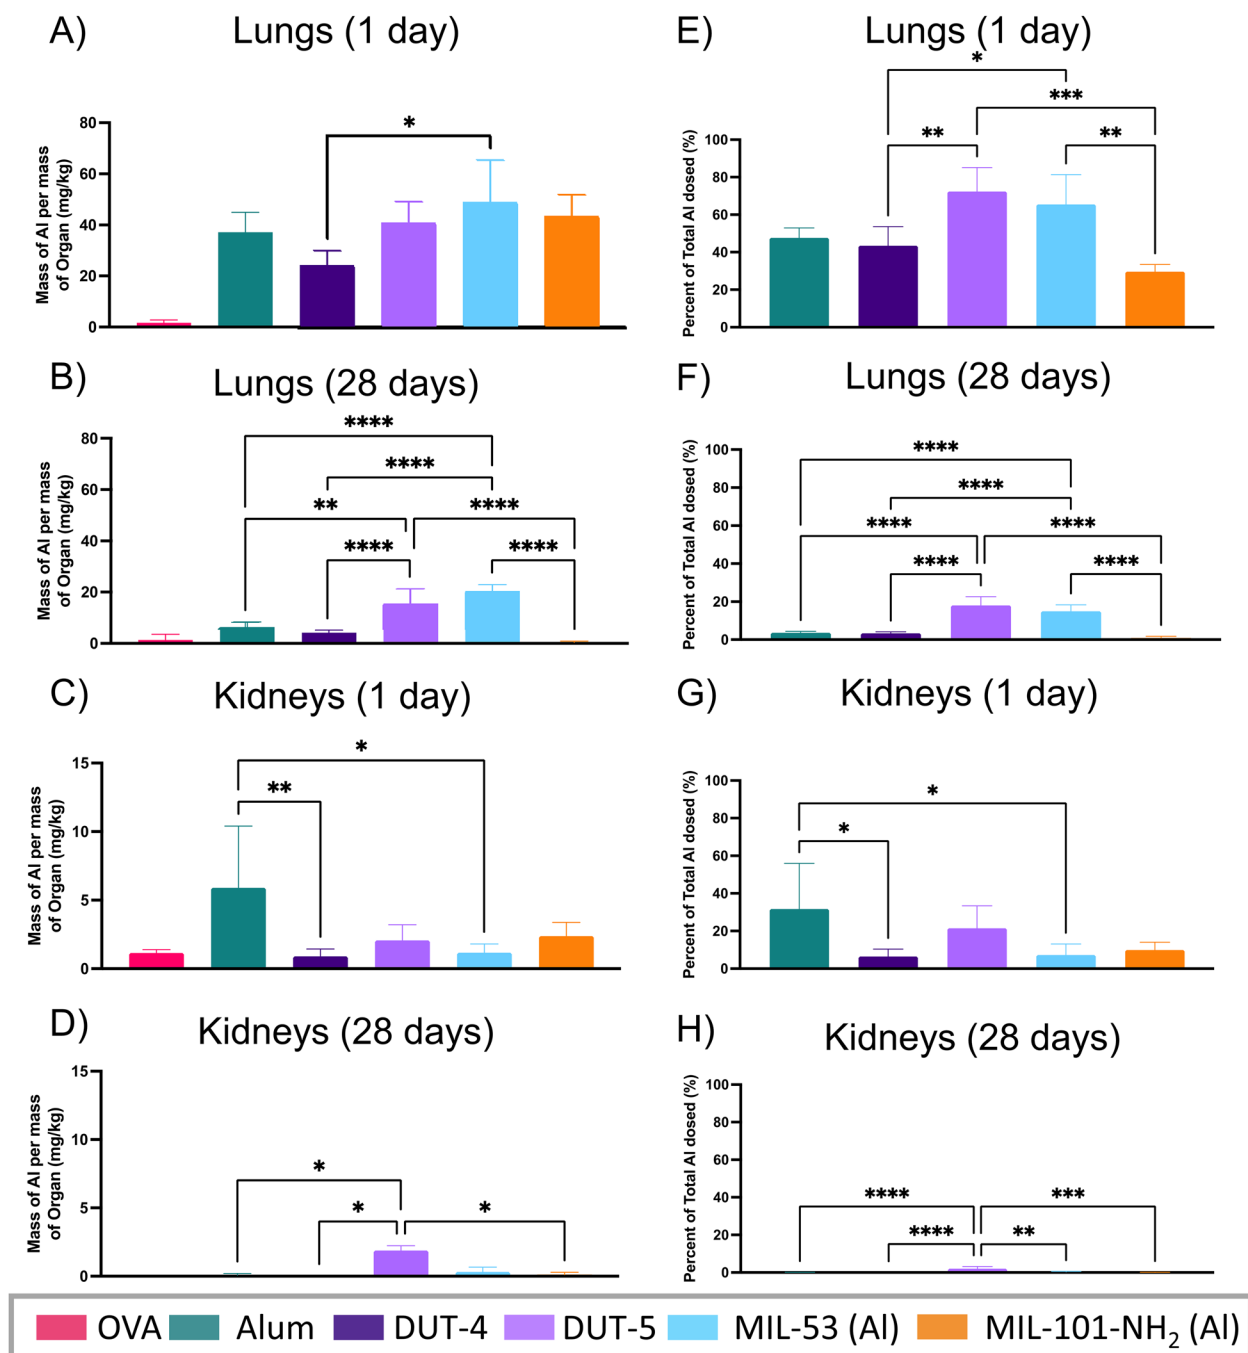 A)
Lungs (1 day)
Mass of Al per mass
of Organ (mg/kg)
80
60
40
20
0
*
E)
Lungs (1 day)
Percent of Total Al dosed (%)
100
80
60
40
20
0
*
***
**
**
B)
Lungs (28 days)
Mass of Al per mass
of Organ (mg/kg)
80
60
40
20
0
****
****
**
****
****
****
F)
Lungs (28 days)
Percent of Total Al dosed (%)
100
80
60
40
20
0
****
****
****
****
****
****
C)
Kidneys (1 day)
Mass of Al per mass
of Organ (mg/kg)
15
10
5
0
*
**
G)
Kidneys (1 day)
Percent of Total Al dosed (%)
100
80
60
40
20
0
*
*
D)
Kidneys (28 days)
Mass of Al per mass
of Organ (mg/kg)
15
10
5
0
*
*
*
H)
Kidneys (28 days)
Percent of Total Al dosed (%)
100
80
60
40
20
0
****
***
****
**
OVA Alum DUT-4 DUT-5 MIL-53 (Al) MIL-101-NH₂ (Al)